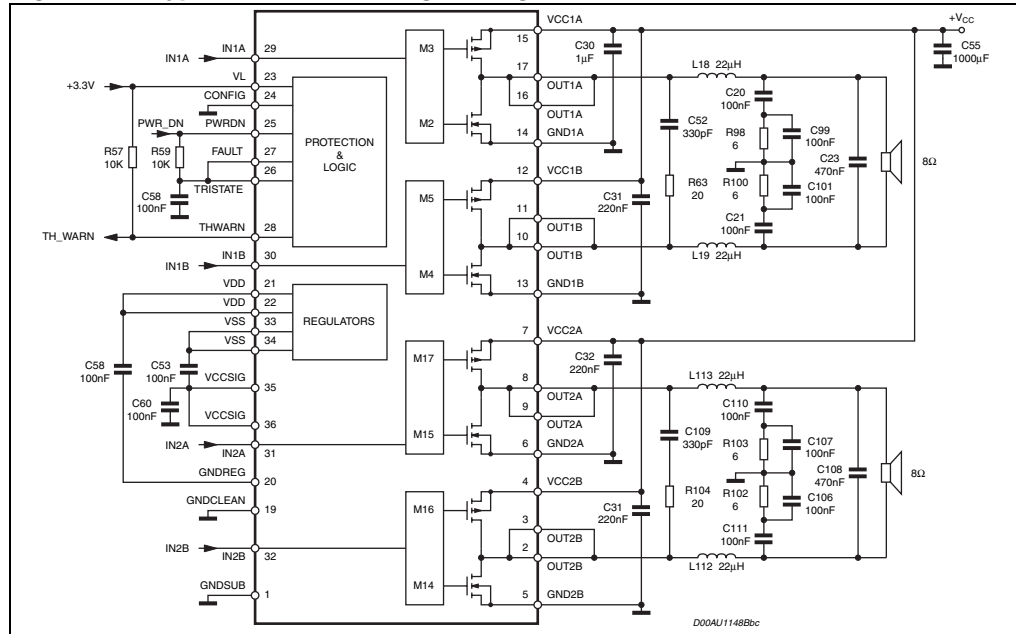 VCC1A
+VCC
IN1A
IN1A
29
M3
15
C30
1µF
C55
1000µF
17
L18 22µH
+3.3V
VL
23
OUT1A
C20
100nF
CONFIG
24
16
OUT1A
C52
330pF
PWR_DN
PWRDN
25
PROTECTION
&
LOGIC
M2
14
GND1A
R98
6
C99
100nF
R57
10K
R59
10K
FAULT
27
C23
470nF
8Ω
26
12
VCC1B
C58
100nF
TRISTATE
M5
C31
220nF
R63
20
R100
6
C101
100nF
11
OUT1B
C21
100nF
TH_WARN
THWARN
28
10
OUT1B
L19 22µH
IN1B
IN1B
30
M4
13
GND1B
VDD
21
VDD
22
REGULATORS
VSS
33
VSS
34
7
VCC2A
C58
100nF
C53
100nF
M17
C32
220nF
8
L113 22µH
VCCSIG
35
OUT2A
C110
100nF
C60
100nF
9
OUT2A
VCCSIG
36
C109
330pF
IN2A
IN2A
31
M15
6
GND2A
R103
6
C107
100nF
C108
470nF
8Ω
GNDREG
20
4
VCC2B
GNDCLEAN
19
M16
C31
220nF
R104
20
R102
6
C106
100nF
3
OUT2B
C111
100nF
IN2B
IN2B
32
2
OUT2B
L112 22µH
M14
GNDSUB
1
5
GND2B
D00AU1148Bbc